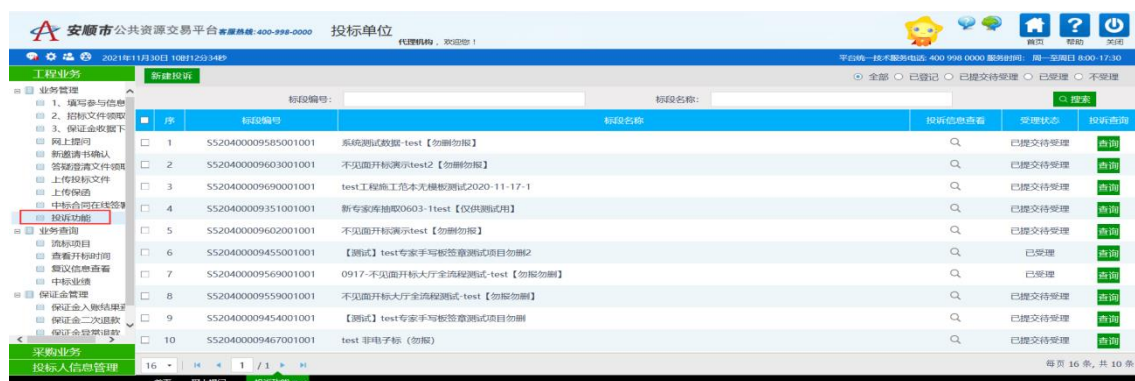 安顺市公共资源交易平台客服热线:400-998-0000 投标单位 代理机构，欢迎您！
首页 帮助 关闭
2021年11月30日 10时12分34秒 平台统一技术服务电话: 400 998 0000 服务时间: 周一至周日 8:00-17:30
工程业务 新建投诉 全部 已登记 已提交待受理 已受理 不受理
标段编号: 标段名称: 搜索
序 标段编号 标段名称 投诉信息查看 受理状态 投诉查询
业务管理
1、填写参与信息
2、招标文件领取
3、保证金收据下
网上提问
新邀请书确认
答疑澄清文件领取
上传投标文件
上传保函
中标合同在线签署
投诉功能
业务查询
流标项目
查看开标时间
复议信息查看
中标业绩
保证金管理
保证金入账结果查
保证金二次退款
保证金异常退款
采购业务
投标人信息管理
1 S520400009585001001 系统测试数据-test【勿删勿报】 已提交待受理 查询
2 S520400009603001001 不见面开标演示test2【勿删勿报】 已提交待受理 查询
3 S520400009690001001 test工程施工范本无模板测试2020-11-17-1 已提交待受理 查询
4 S520400009351001001 新专家库抽取0603-1test【仅供测试用】 已提交待受理 查询
5 S520400009602001001 不见面开标演示test【勿删勿报】 已提交待受理 查询
6 S520400009455001001 【测试】test专家手写板签章测试项目勿删2 已受理 查询
7 S520400009569001001 0917-不见面开标大厅全流程测试-test【勿报勿删】 已受理 查询
8 S520400009559001001 不见面开标大厅全流程测试-test【勿报勿删】 已提交待受理 查询
9 S520400009454001001 【测试】test专家手写板签章测试项目勿删 已提交待受理 查询
10 S520400009467001001 test 非电子标（勿报） 已提交待受理 查询
16 1 / 1 每页 16 条, 共 10 条